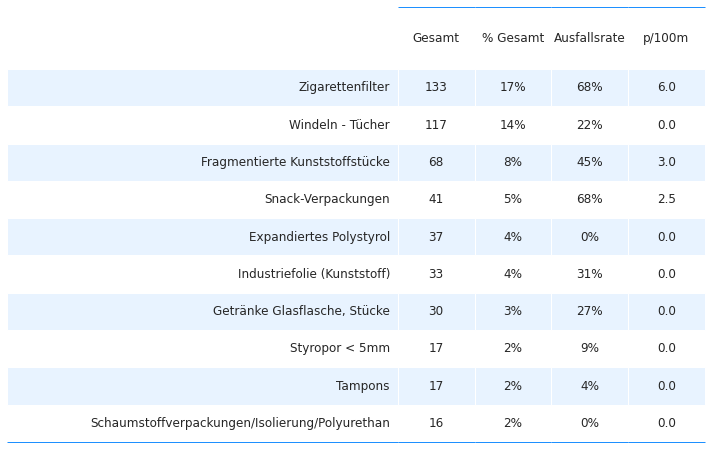 Gesamt % Gesamt Ausfallsrate p/100m
Zigarettenfilter 133 17% 68% 6.0
Windeln - Tücher 117 14% 22% 0.0
Fragmentierte Kunststoffstücke 68 8% 45% 3.0
Snack-Verpackungen 41 5% 68% 2.5
Expandiertes Polystyrol 37 4% 0% 0.0
Industriefolie (Kunststoff) 33 4% 31% 0.0
Getränke Glasflasche, Stücke 30 3% 27% 0.0
Styropor < 5mm 17 2% 9% 0.0
Tampons 17 2% 4% 0.0
Schaumstoffverpackungen/Isolierung/Polyurethan 16 2% 0% 0.0